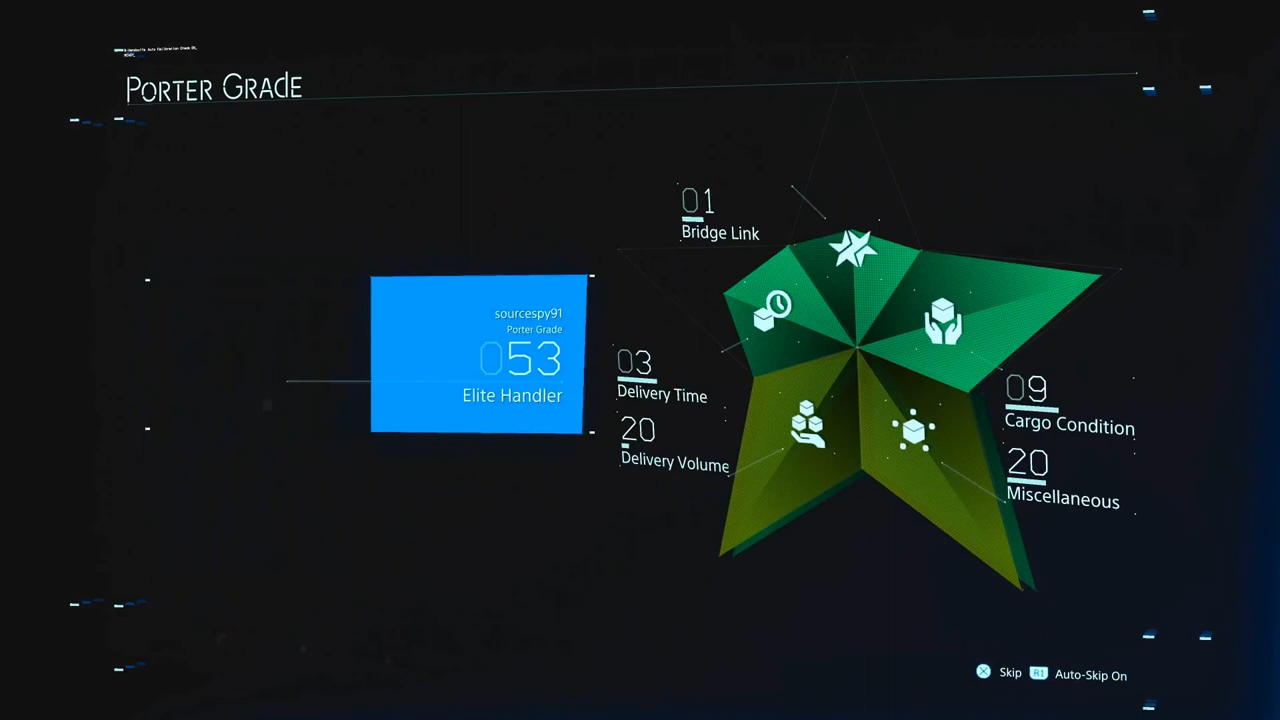 Porter Grade
01
Bridge Link
sourcespy91
Porter Grade
053
Elite Handler
03
Delivery Time
20
Delivery Volume
09
Cargo Condition
20
Miscellaneous
Skip R1 Auto-Skip On